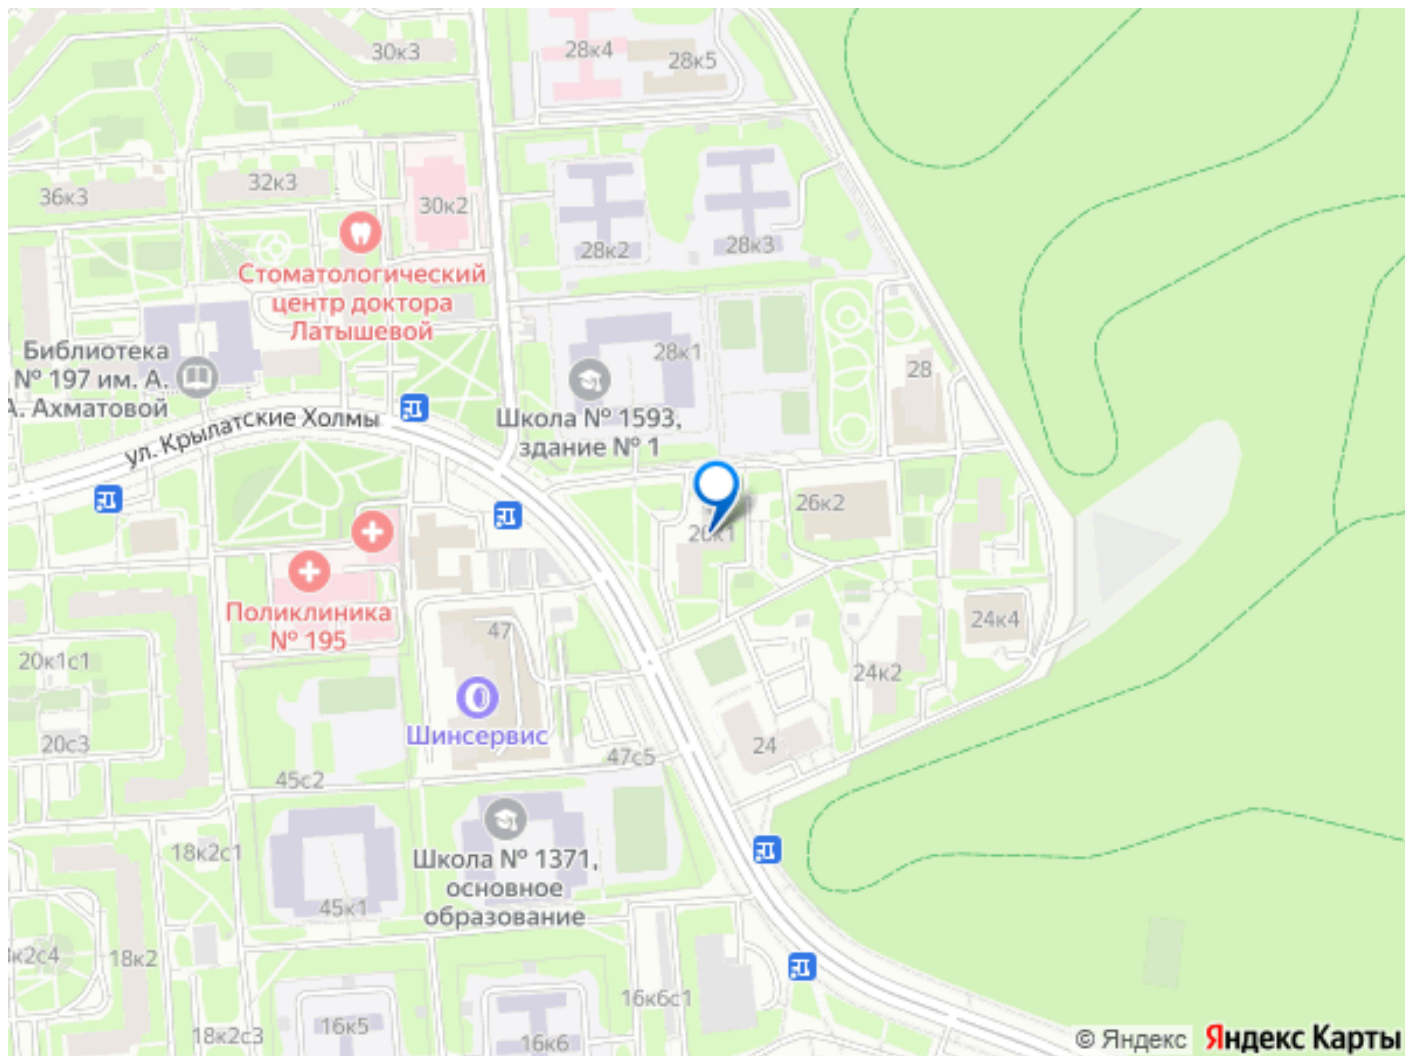 30к3
28к4
28к5
36к3
32к3
30к2
28к2
28к3
Стоматологический
центр доктора
Латышевой
Библиотека
№ 197 им. А.
А. Ахматовой
28к1
28
Школа № 1593,
здание № 1
ул. Крылатские Холмы
26к2
26к1
Поликлиника
№ 195
47
24к4
20к1с1
24к2
Шинсервис
20с3
24
47с5
45с2
18к2с1
Школа № 1371,
основное
образование
45к1
18к2
16к6с1
16к5
18к2с3
16к6
© Яндекс Яндекс Карты